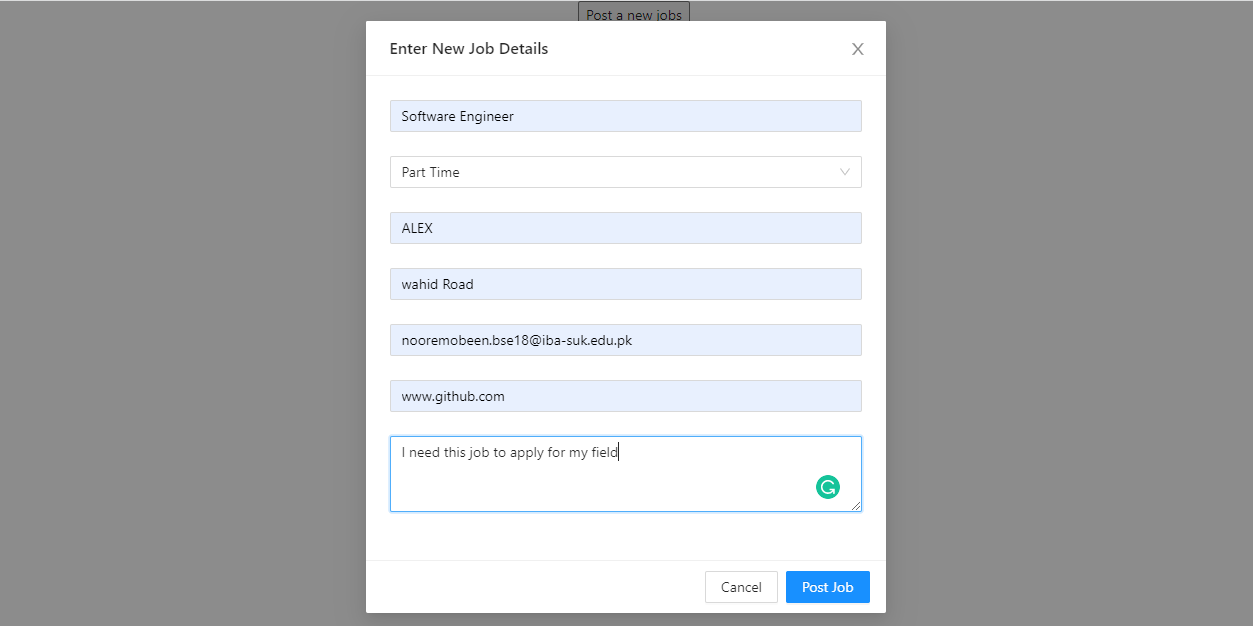 Post a new jobs
Enter New Job Details
Software Engineer
Part Time
ALEX
wahid Road
nooremobeen.bse18@iba-suk.edu.pk
www.github.com
I need this job to apply for my field
Cancel
Post Job